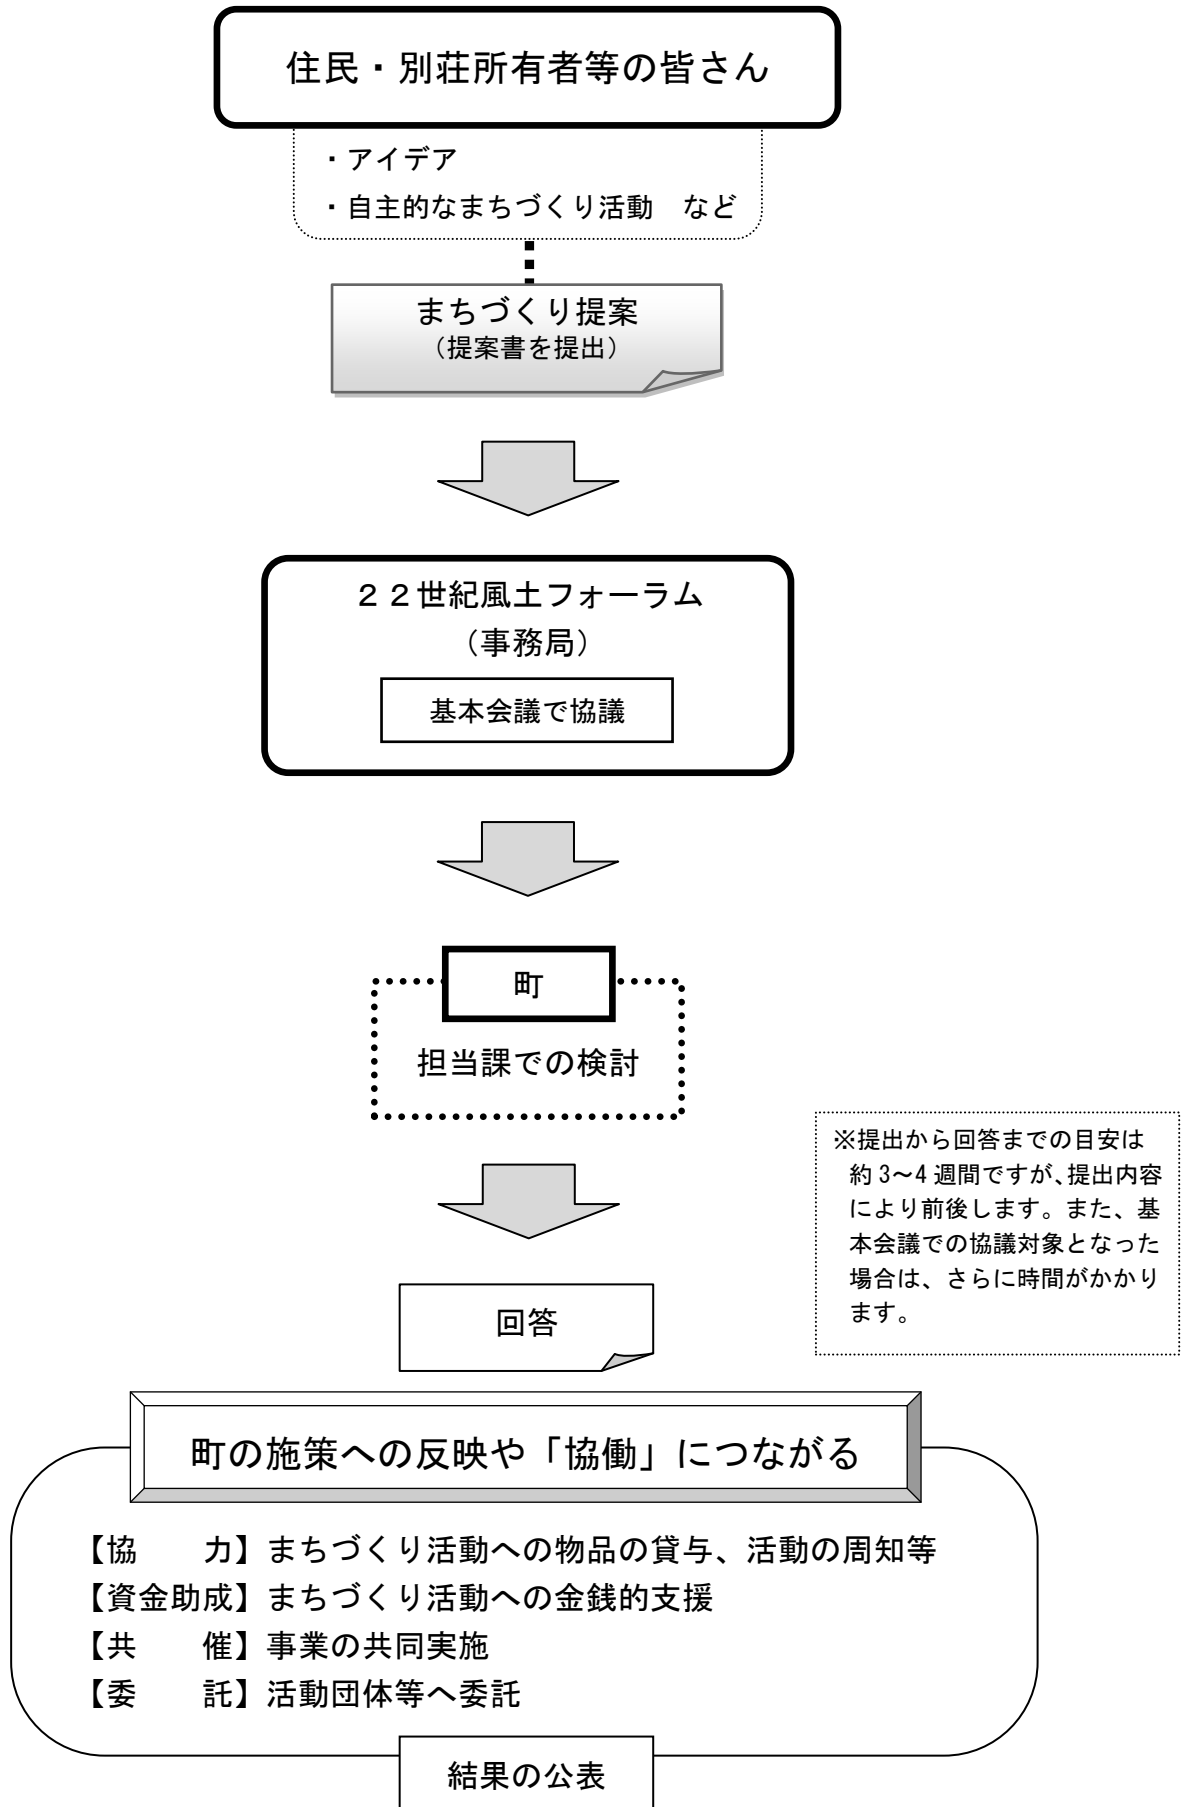 住民・別荘所有者等の皆さん
・アイデア
・自主的なまちづくり活動　など
まちづくり提案
（提案書を提出）
２２世紀風土フォーラム
（事務局）
基本会議で協議
町
担当課での検討
※提出から回答までの目安は
約3～4週間ですが、提出内容
により前後します。また、基
本会議での協議対象となった
場合は、さらに時間がかかり
ます。
回答
町の施策への反映や「協働」につながる
【協　　力】まちづくり活動への物品の貸与、活動の周知等
【資金助成】まちづくり活動への金銭的支援
【共　　催】事業の共同実施
【委　　託】活動団体等へ委託
結果の公表